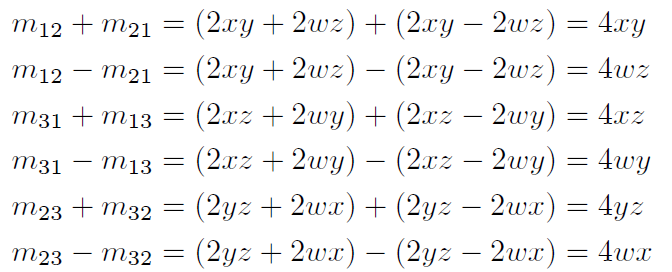 m₁₂ + m₂₁ = (2xy + 2wz) + (2xy − 2wz) = 4xy
m₁₂ − m₂₁ = (2xy + 2wz) − (2xy − 2wz) = 4wz
m₃₁ + m₁₃ = (2xz + 2wy) + (2xz − 2wy) = 4xz
m₃₁ − m₁₃ = (2xz + 2wy) − (2xz − 2wy) = 4wy
m₂₃ + m₃₂ = (2yz + 2wx) + (2yz − 2wx) = 4yz
m₂₃ − m₃₂ = (2yz + 2wx) − (2yz − 2wx) = 4wx